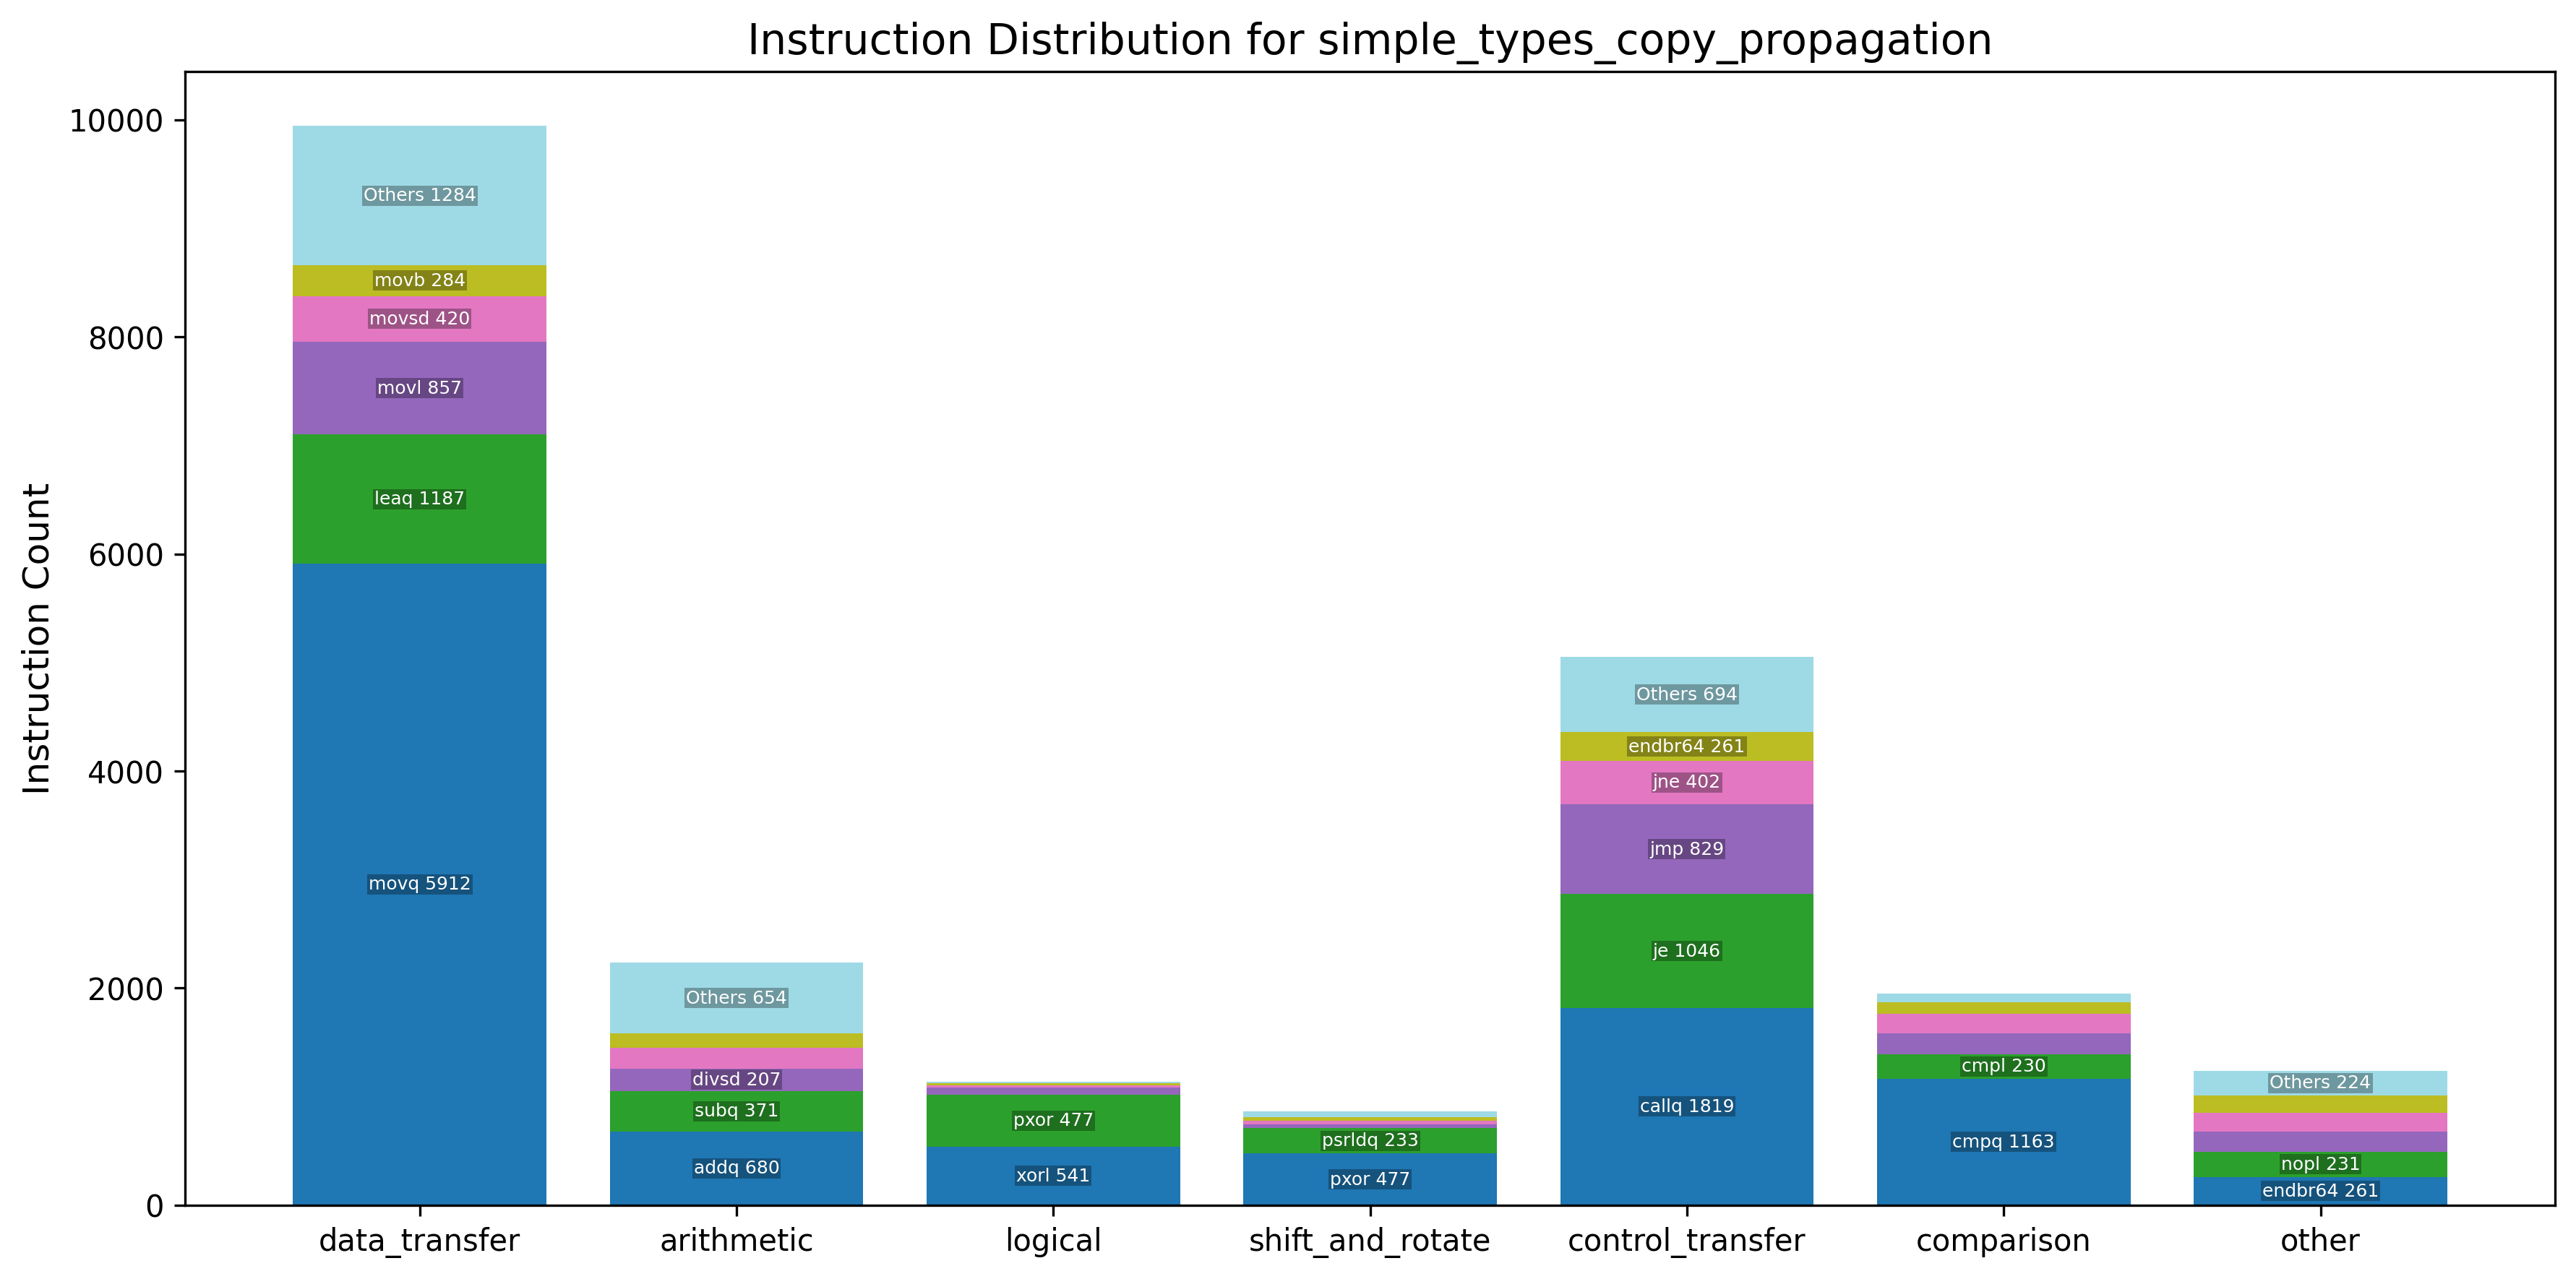 Instruction Distribution for simple_types_copy_propagation
Instruction Count
10000
8000
6000
4000
2000
0
Others 1284
movb 284
movsd 420
movl 857
leaq 1187
movq 5912
Others 654
divsd 207
subq 371
addq 680
pxor 477
xorl 541
psrldq 233
pxor 477
Others 694
endbr64 261
jne 402
jmp 829
je 1046
callq 1819
cmpl 230
cmpq 1163
Others 224
nopl 231
endbr64 261
data_transfer
arithmetic
logical
shift_and_rotate
control_transfer
comparison
other